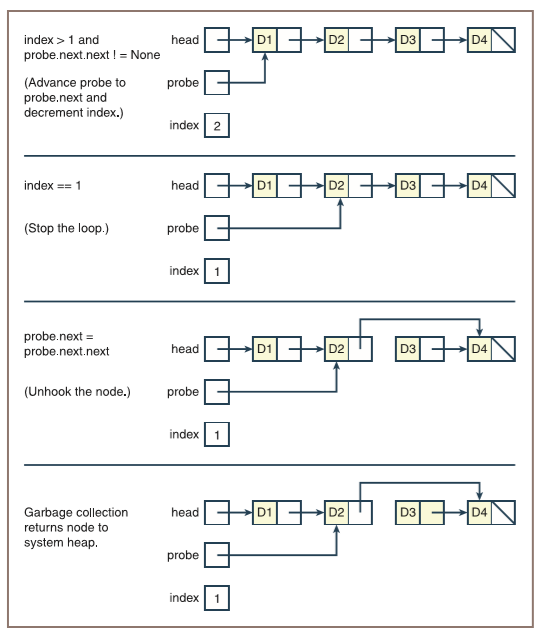 index > 1 and
probe.next.next ! = None
(Advance probe to
probe.next and
decrement index.)
head
D1
D2
D3
D4
probe
index
2
index == 1
(Stop the loop.)
head
D1
D2
D3
D4
probe
index
1
probe.next =
probe.next.next
(Unhook the node.)
head
D1
D2
D3
D4
probe
index
1
Garbage collection
returns node to
system heap.
head
D1
D2
D3
D4
probe
index
1